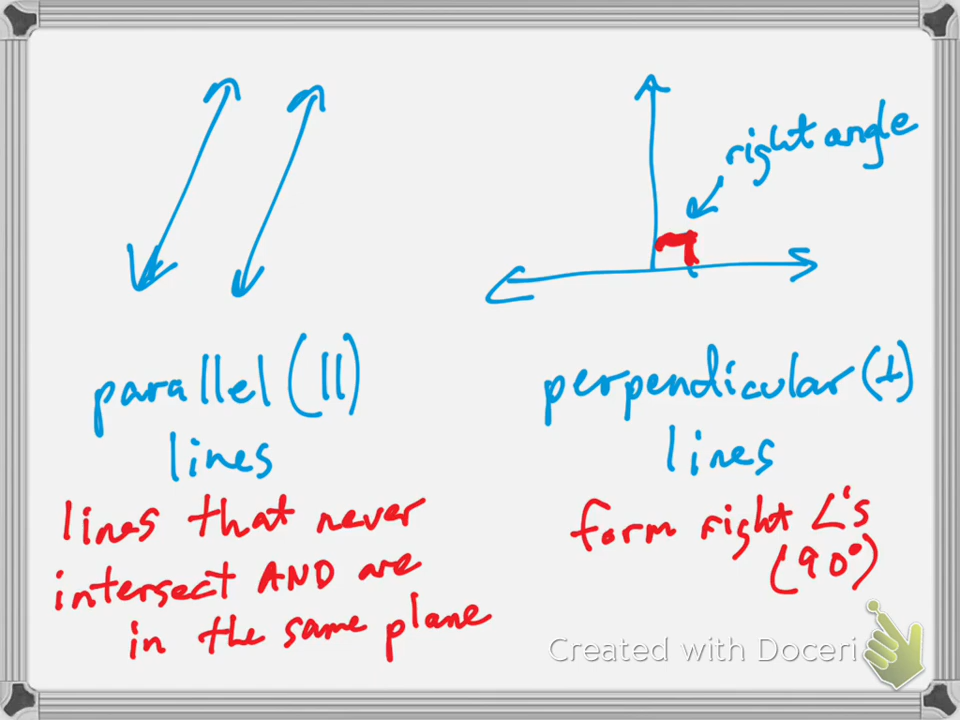 right angle
parallel (||)
lines
lines that never
intersect AND are
in the same plane
perpendicular (⊥)
lines
form right ∠'s
(90°)
Created with Doceri